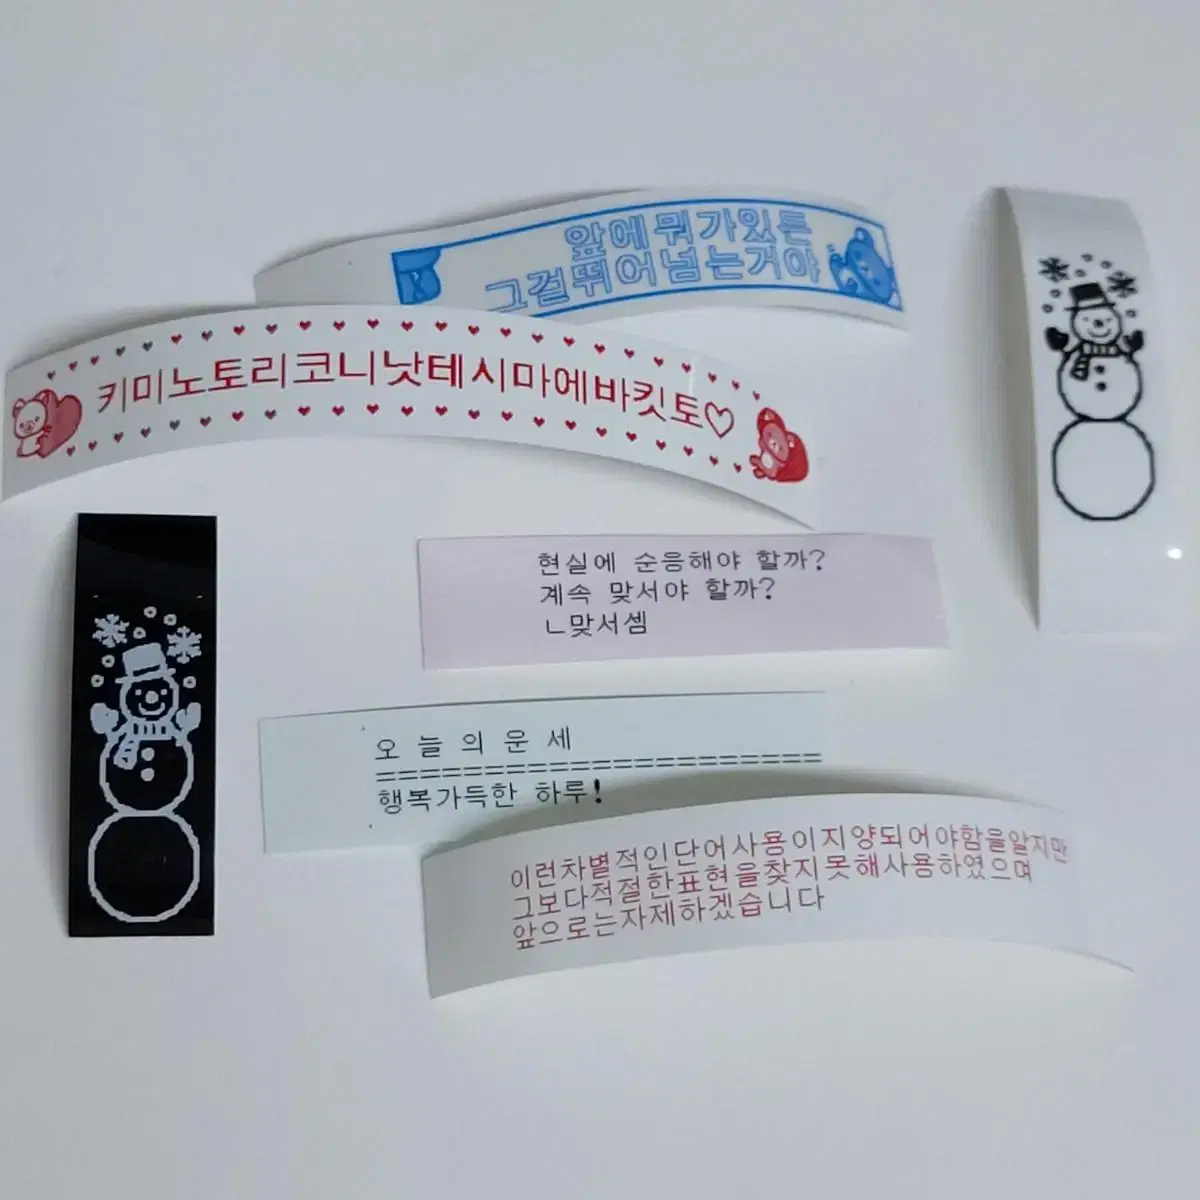 앞에뭐가있든
그걸뛰어넘는거야
키미노토리코니낫테시마에바킷토♡
현실에 순응해야 할까?
계속 맞서야 할까?
ㄴ맞서셈
오 늘 의 운 세
==============================
행복가득한 하루!
이런차별적인단어사용이지양되어야함을알지만
그보다적절한표현을찾지못해사용하였으며
앞으로는자제하겠습니다